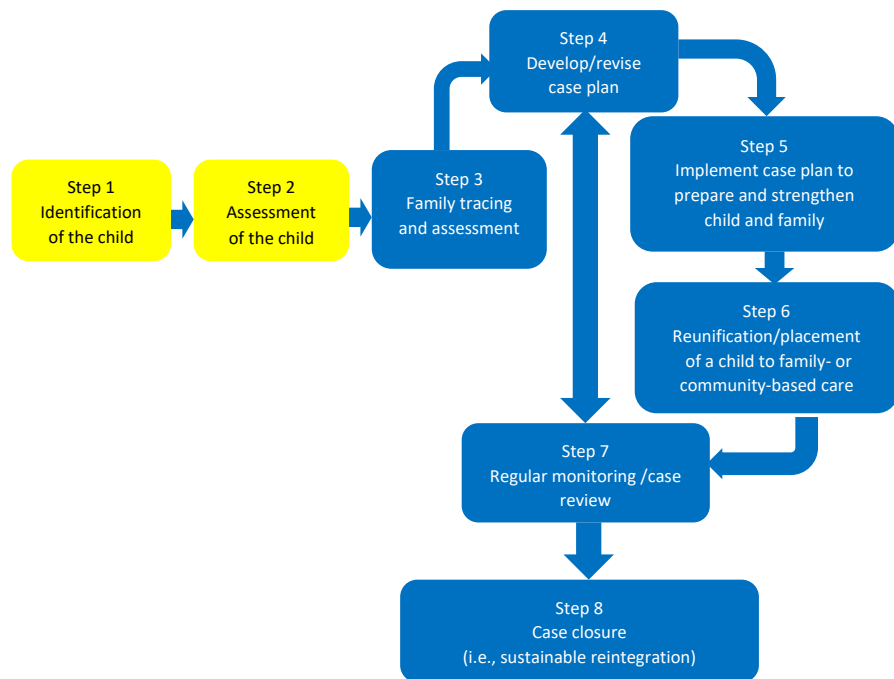 Step 1
Identification
of the child
Step 2
Assessment
of the child
Step 3
Family tracing
and assessment
Step 4
Develop/revise
case plan
Step 5
Implement case plan to
prepare and strengthen
child and family
Step 6
Reunification/placement
of a child to family- or
community-based care
Step 7
Regular monitoring /case
review
Step 8
Case closure
(i.e., sustainable reintegration)